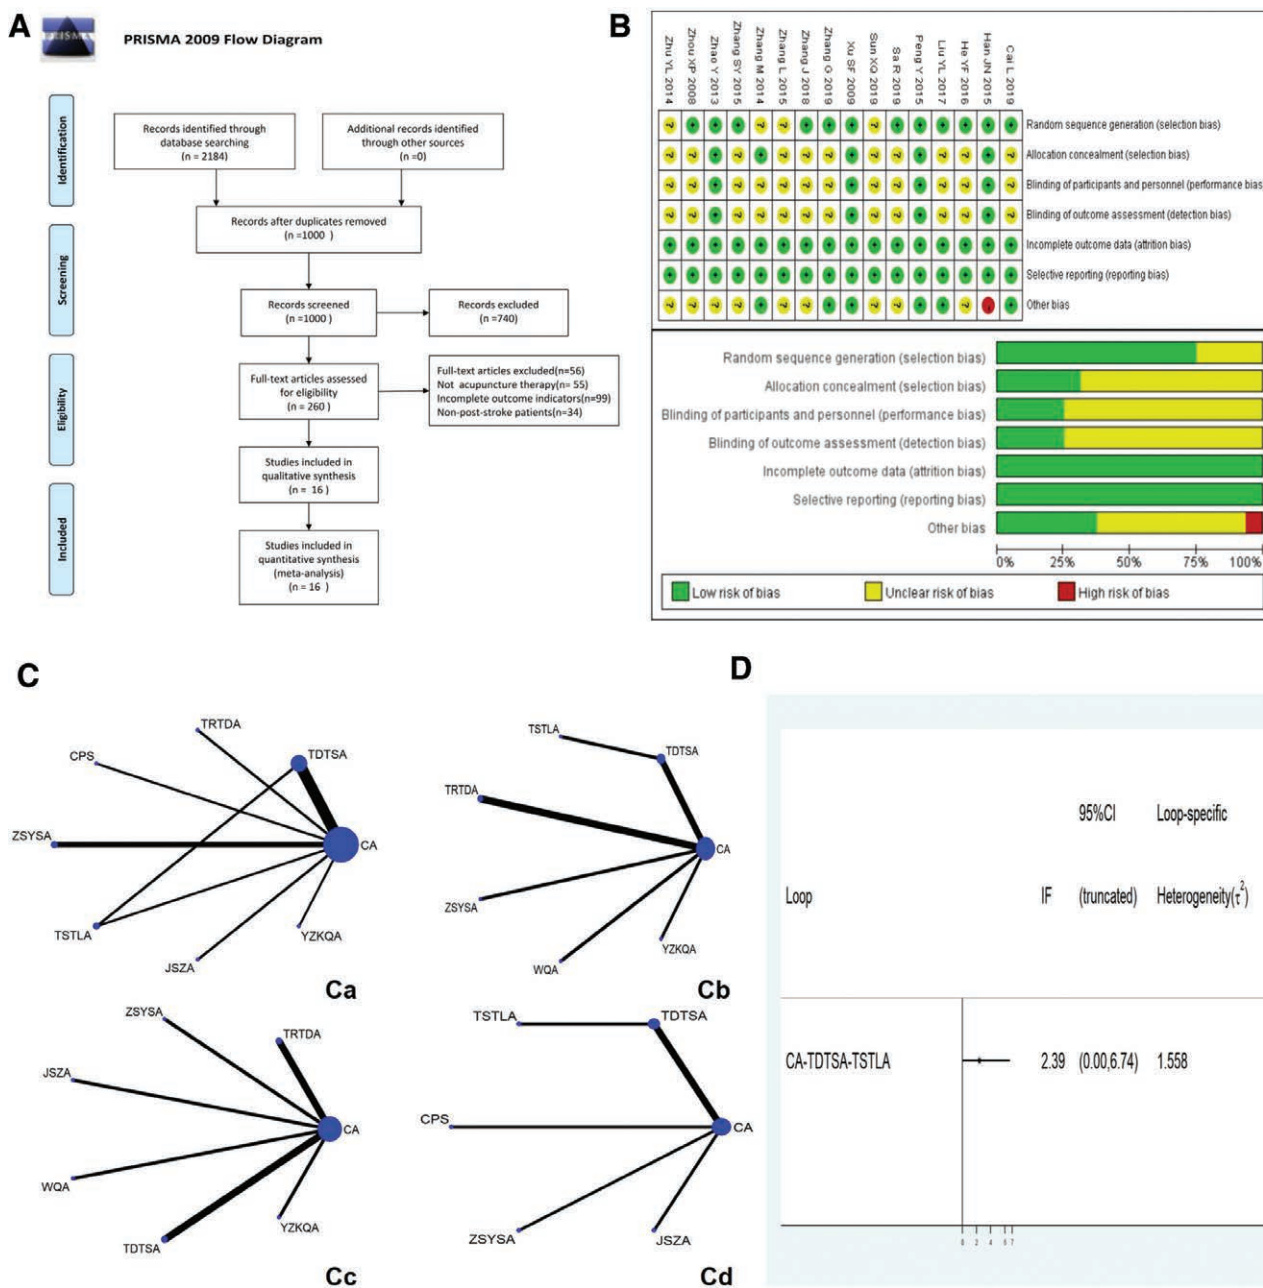 A
PRISMA
PRISMA 2009 Flow Diagram
Identification
Screening
Eligibility
Included
Records identified through
database searching
(n = 2184)
Additional records identified
through other sources
(n =0)
Records after duplicates removed
(n =1000 )
Records screened
(n =1000 )
Records excluded
(n =740)
Full-text articles assessed
for eligibility
(n = 260)
Full-text articles excluded(n=56)
Not acupuncture therapy(n= 55)
Incomplete outcome indicators(n=99)
Non-post-stroke patients(n=34)
Studies included in
qualitative synthesis
(n = 16 )
Studies included in
quantitative synthesis
(meta-analysis)
(n = 16 )
B
Zhu YL 2014
Zhou XP 2008
Zhao Y 2013
Zhang SY 2015
Zhang M 2014
Zhang L 2015
Zhang J 2018
Zhang G 2019
Xu SF 2009
Sun XQ 2019
Sa R 2019
Peng Y 2015
Liu YL 2017
He YF 2016
Han JN 2015
Cai L 2019
? + + + ? ? + + + ? + + + + + + Random sequence generation (selection bias)
? ? + ? + ? ? ? + ? ? + ? ? + ? Allocation concealment (selection bias)
? ? + ? ? ? ? ? + ? ? + ? ? + ? Blinding of participants and personnel (performance bias
? ? + ? ? ? ? ? + ? ? + ? ? + ? Blinding of outcome assessment (detection bias)
+ + + + + + + + + + + + + + + + Incomplete outcome data (attrition bias)
+ + + + + + + + + + + + + + + + Selective reporting (reporting bias)
? ? ? ? + ? ? + + ? ? + + ? - + Other bias
Random sequence generation (selection bias)
Allocation concealment (selection bias)
Blinding of participants and personnel (performance bias)
Blinding of outcome assessment (detection bias)
Incomplete outcome data (attrition bias)
Selective reporting (reporting bias)
Other bias
0% 25% 50% 75% 100%
Low risk of bias Unclear risk of bias High risk of bias
C
TRTDA
CPS
TDTSA
ZSYSA
CA
TSTLA
YZKQA
JSZA
Ca
TSTLA
TDTSA
TRTDA
CA
ZSYSA
YZKQA
WQA
Cb
ZSYSA
TRTDA
JSZA
CA
WQA
YZKQA
TDTSA
Cc
TSTLA
TDTSA
CPS
CA
ZSYSA
JSZA
Cd
D
95%CI Loop-specific
Loop IF (truncated) Heterogeneity(τ²)
CA-TDTSA-TSTLA 2.39 (0.00,6.74) 1.558
0 2 4 6 7